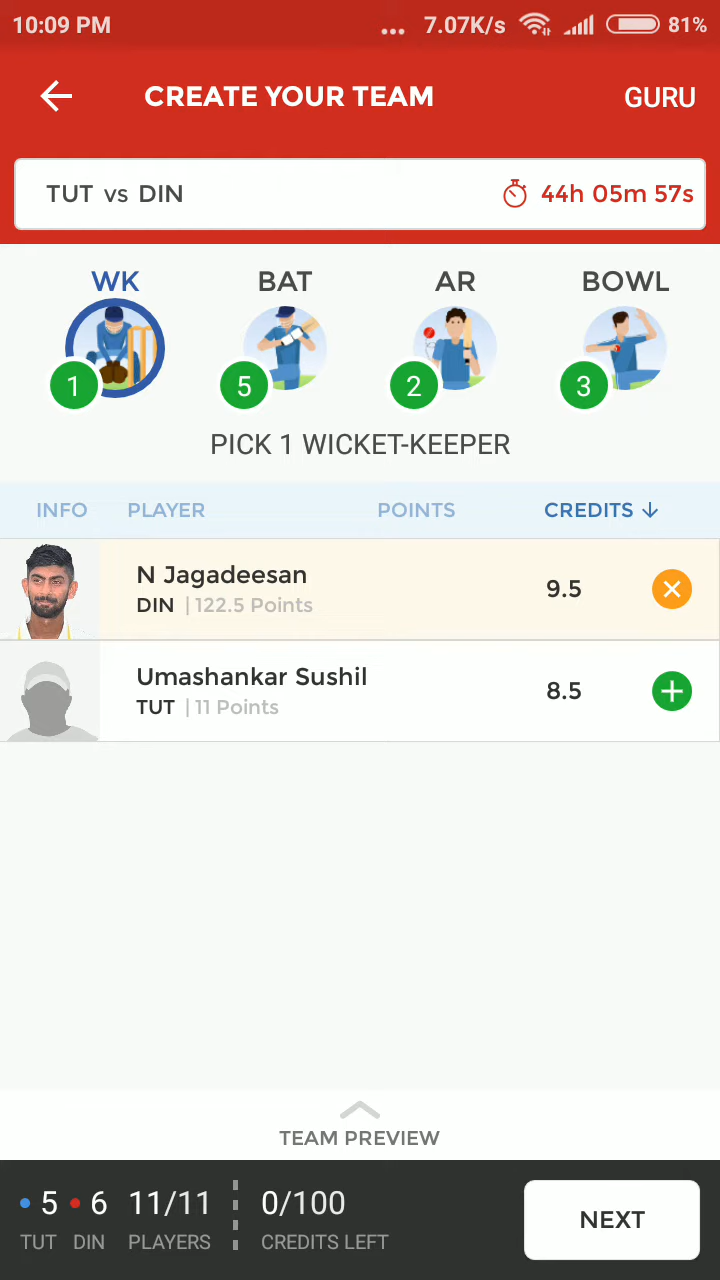 10:09 PM ... 7.07K/s 81%
CREATE YOUR TEAM GURU
TUT vs DIN 44h 05m 57s
WK BAT AR BOWL
1 5 2 3
PICK 1 WICKET-KEEPER
INFO PLAYER POINTS CREDITS ↓
N Jagadeesan
DIN | 122.5 Points 9.5
Umashankar Sushil
TUT | 11 Points 8.5
TEAM PREVIEW
5 6 11/11 0/100
TUT DIN PLAYERS CREDITS LEFT
NEXT